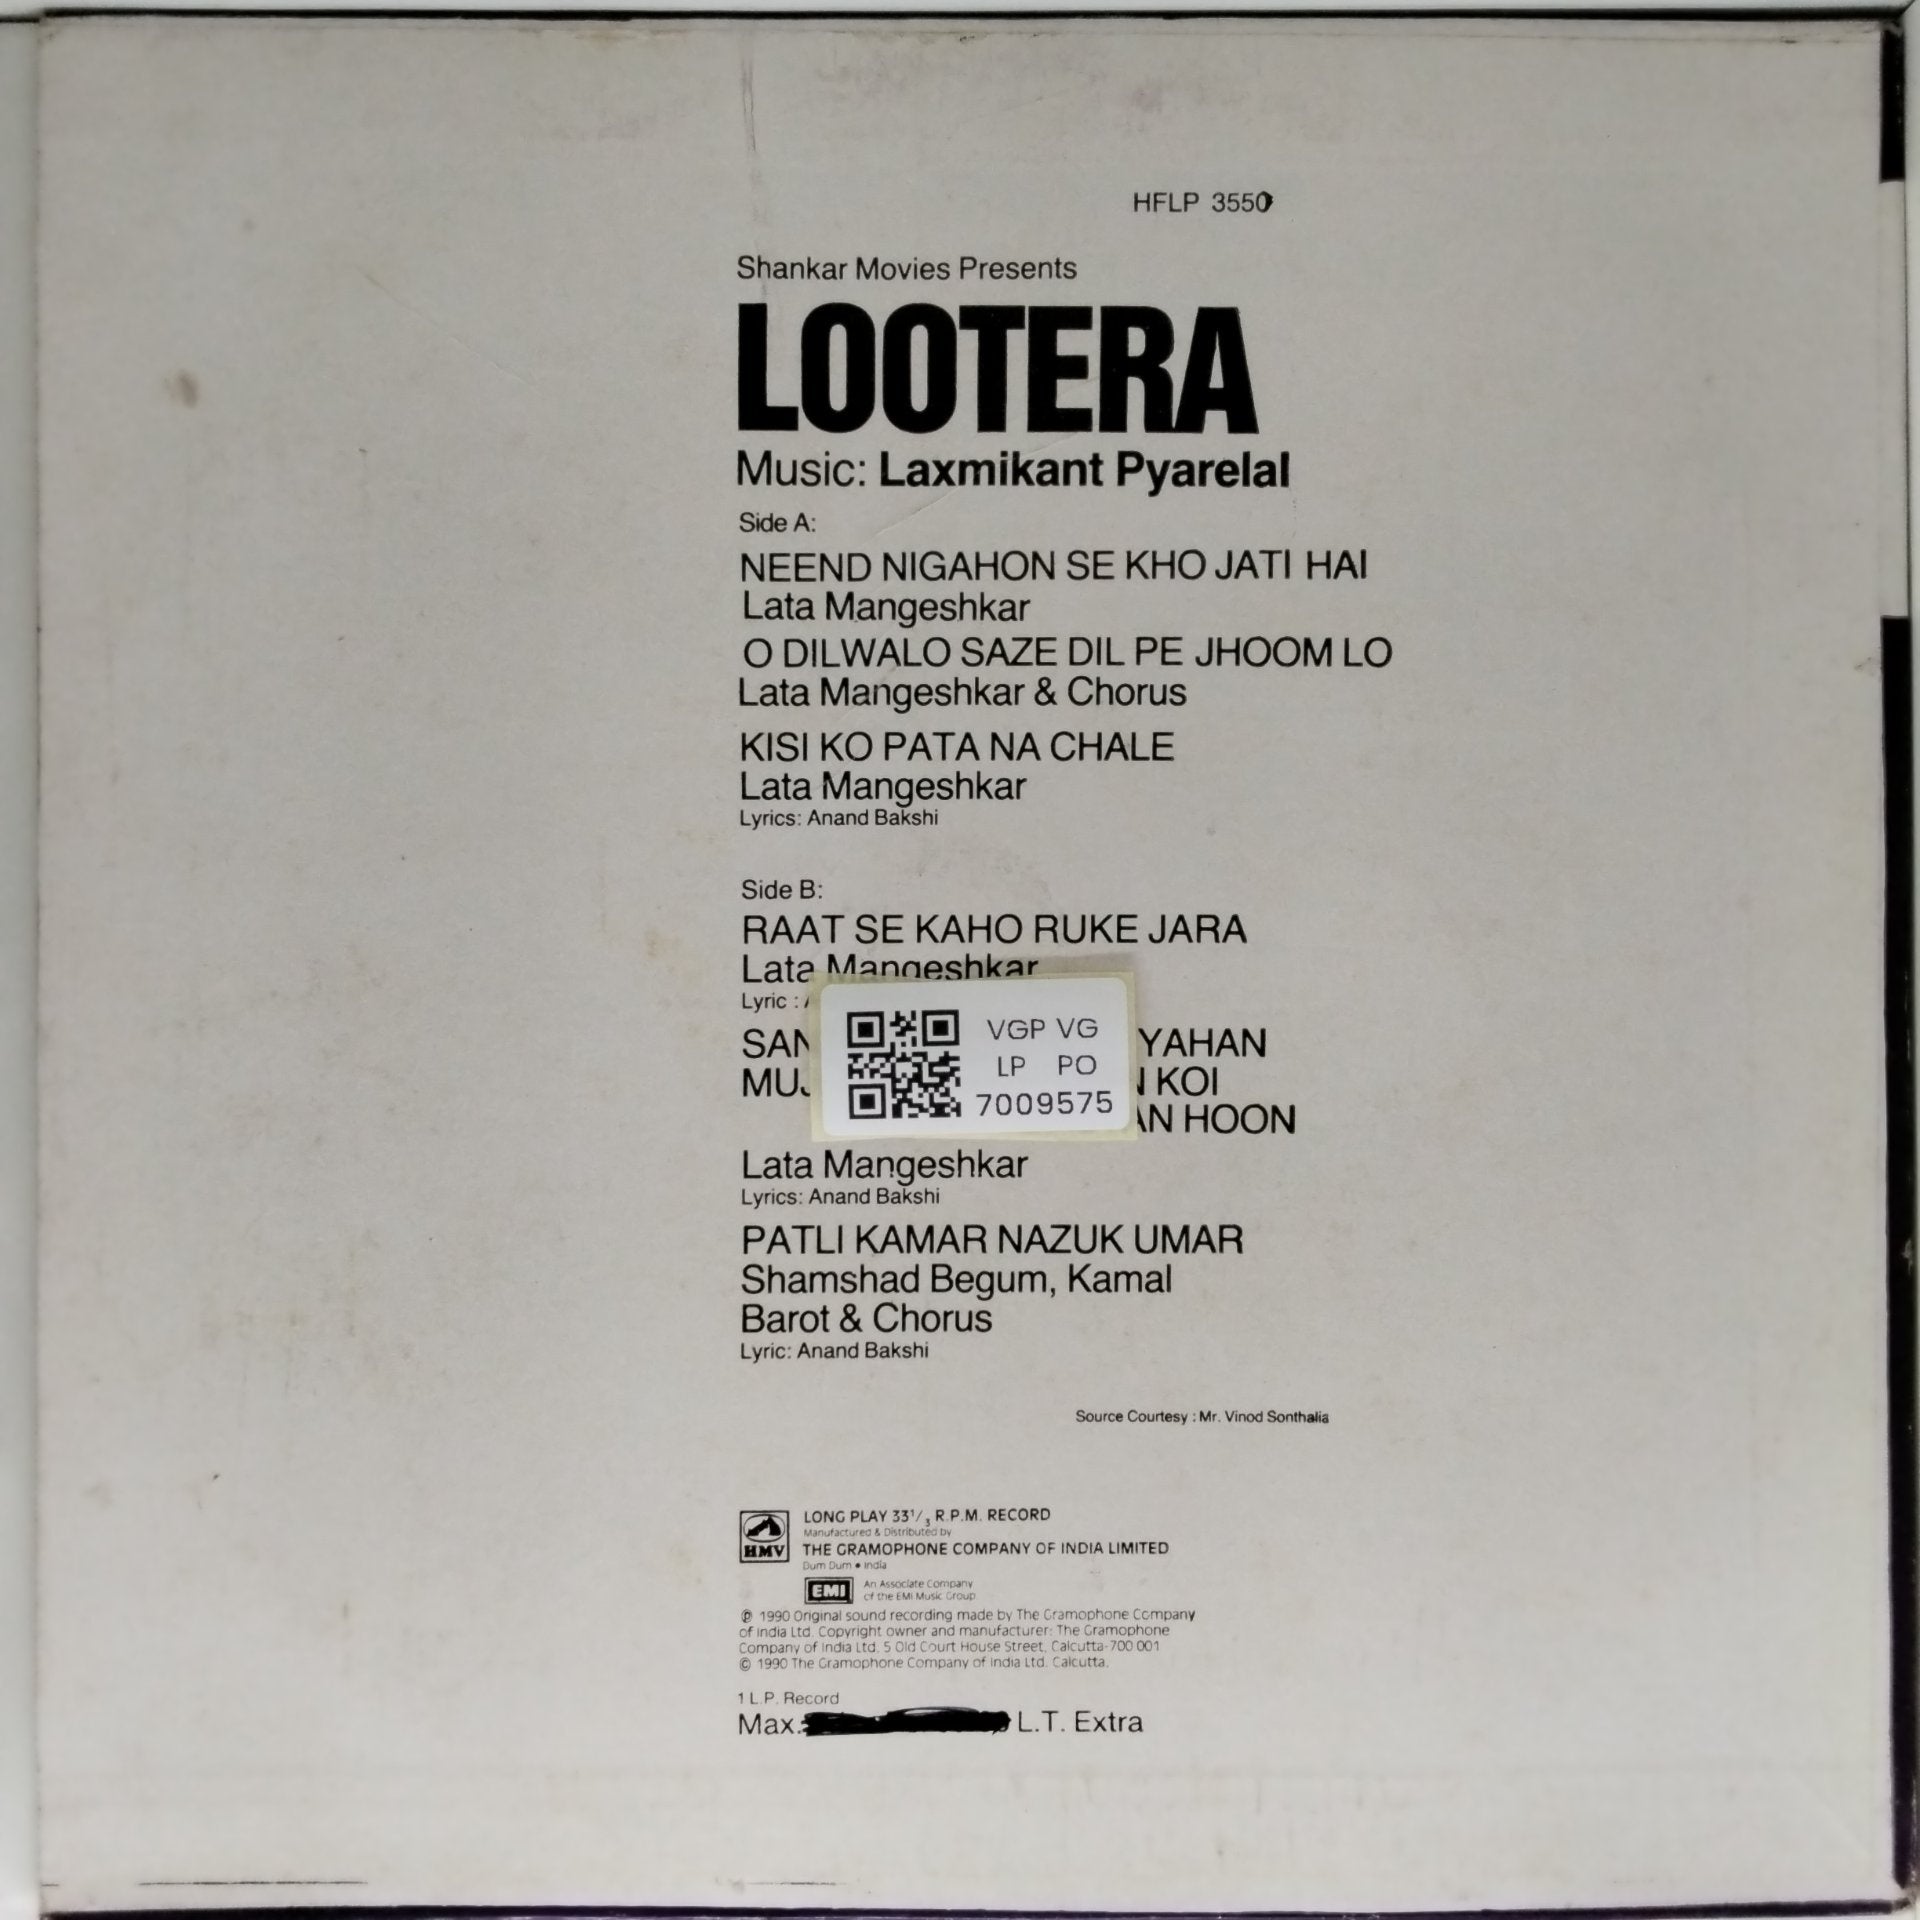 HFLP 3550
Shankar Movies Presents
LOOTERA
Music: Laxmikant Pyarelal
Side A:
NEEND NIGAHON SE KHO JATI HAI
Lata Mangeshkar
O DILWALO SAZE DIL PE JHOOM LO
Lata Mangeshkar & Chorus
KISI KO PATA NA CHALE
Lata Mangeshkar
Lyrics: Anand Bakshi
Side B:
RAAT SE KAHO RUKE JARA
Lata Mangeshkar
Lyric :
YAHAN
KOI
HOON
VGP VG
LP PO
7009575
Lata Mangeshkar
Lyrics: Anand Bakshi
PATLI KAMAR NAZUK UMAR
Shamshad Begum, Kamal
Barot & Chorus
Lyric: Anand Bakshi
Source Courtesy : Mr. Vinod Sonthalia
LONG PLAY 33 1/3 R.P.M. RECORD
Manufactured & Distributed by
HMV THE GRAMOPHONE COMPANY OF INDIA LIMITED
Dum Dum • India
EMI An Associate Company
of the EMI Music Group
℗ 1990 Original sound recording made by The Gramophone Company
of India Ltd. Copyright owner and manufacturer: The Gramophone
Company of India Ltd. 5 Old Court House Street, Calcutta-700 001
© 1990 The Gramophone Company of India Ltd. Calcutta.
1 L.P. Record
Max. L.T. Extra